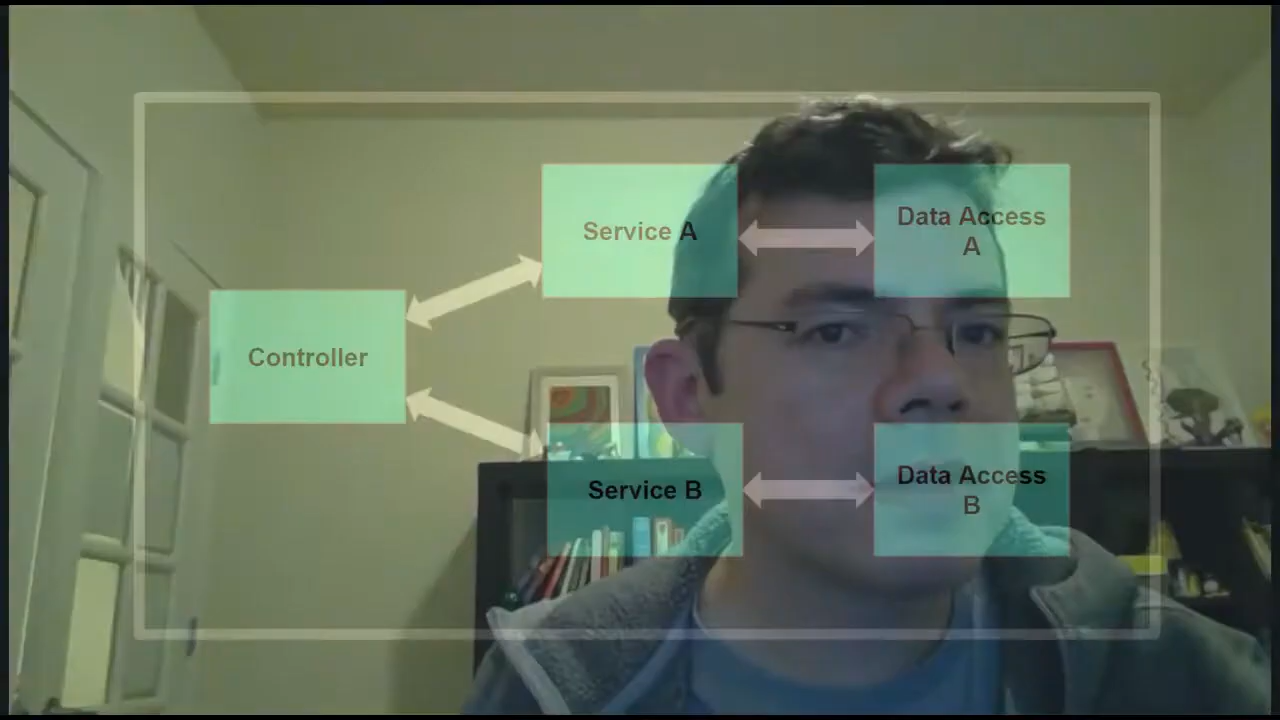 Service A
Data Access
A
Controller
Service B
Data Access
B